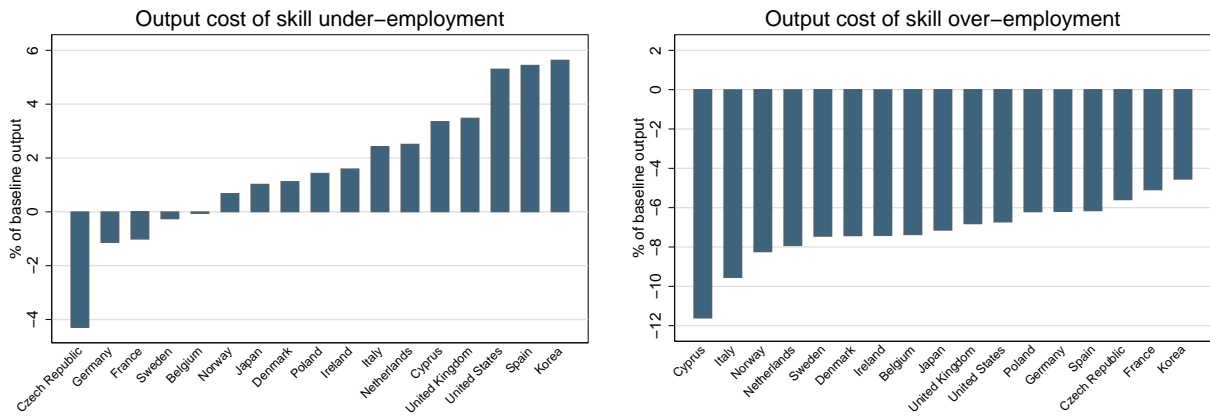 Output cost of skill under−employment
% of baseline output
6
4
2
0
−2
−4
Czech Republic
Germany
France
Sweden
Belgium
Norway
Japan
Denmark
Poland
Ireland
Italy
Netherlands
Cyprus
United Kingdom
United States
Spain
Korea
Output cost of skill over−employment
% of baseline output
2
0
−2
−4
−6
−8
−10
−12
Cyprus
Italy
Norway
Netherlands
Sweden
Denmark
Ireland
Belgium
Japan
United Kingdom
United States
Poland
Germany
Spain
Czech Republic
France
Korea